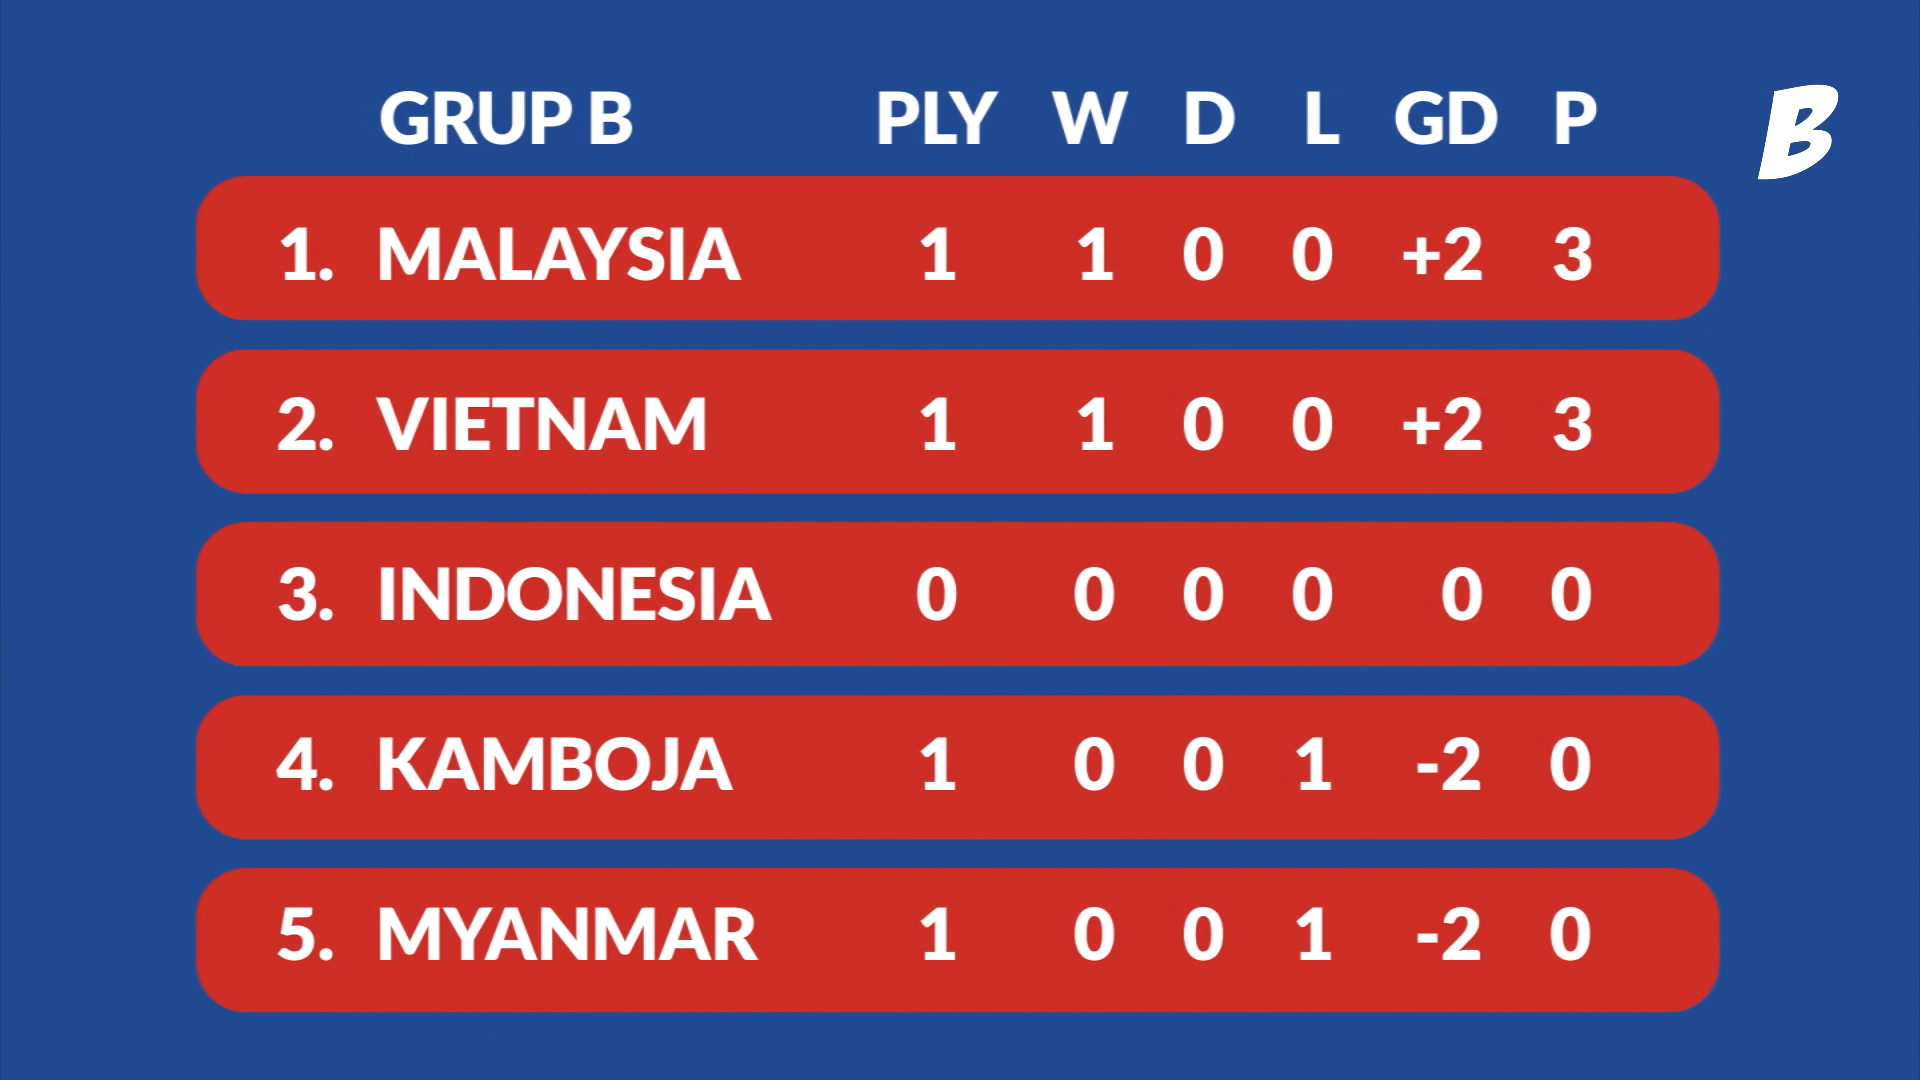 GRUP B PLY W D L GD P
B
1. MALAYSIA 1 1 0 0 +2 3
2. VIETNAM 1 1 0 0 +2 3
3. INDONESIA 0 0 0 0 0 0
4. KAMBOJA 1 0 0 1 -2 0
5. MYANMAR 1 0 0 1 -2 0